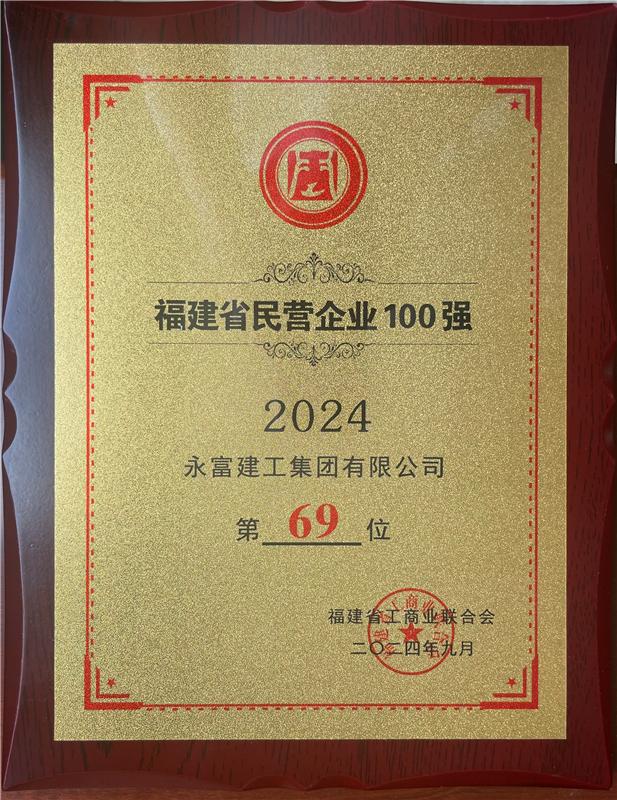 福建省民营企业100强
2024
永富建工集团有限公司
第 69 位
福建省工商业联合会
二〇二四年九月